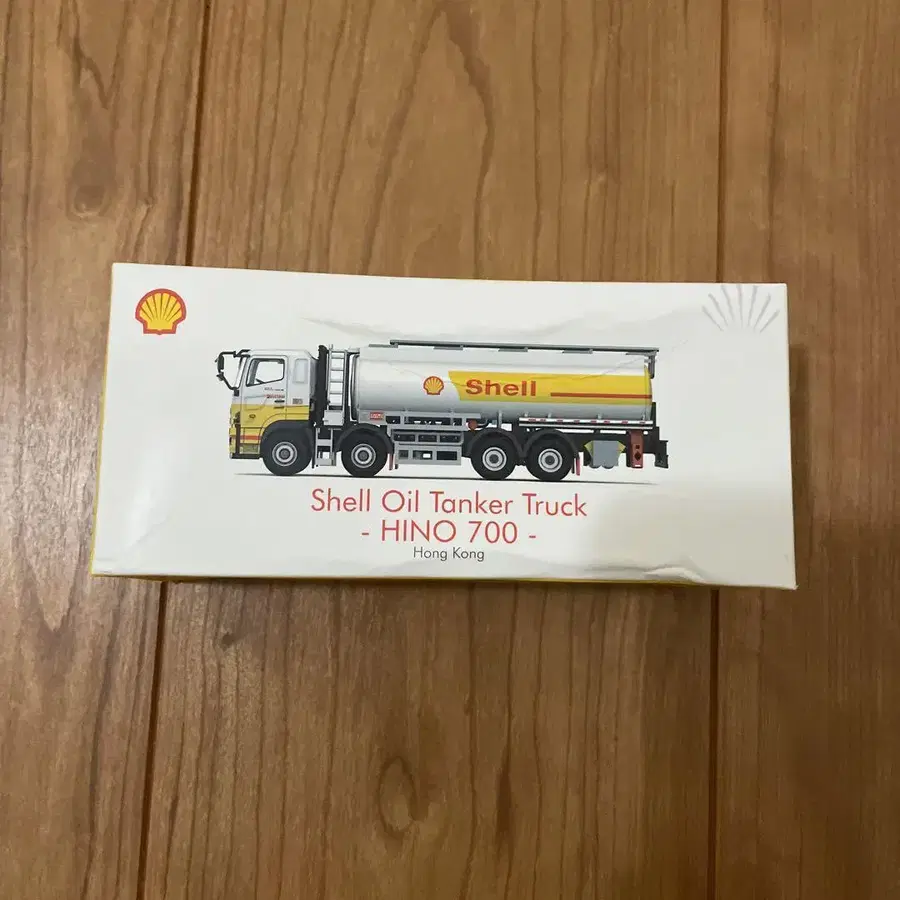 Shell
Shell Oil Tanker Truck
- HINO 700 -
Hong Kong